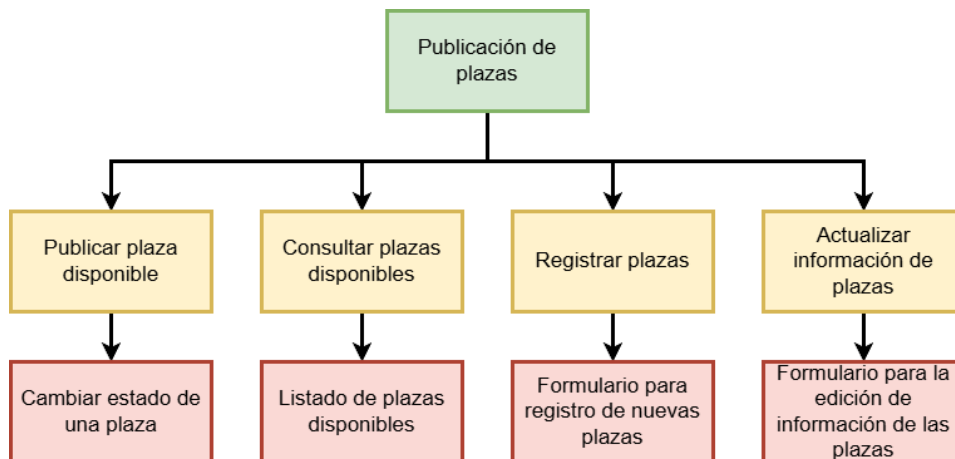 Publicación de
plazas
Publicar plaza
disponible
Consultar plazas
disponibles
Registrar plazas
Actualizar
información de
plazas
Cambiar estado de
una plaza
Listado de plazas
disponibles
Formulario para
registro de nuevas
plazas
Formulario para la
edición de
información de las
plazas